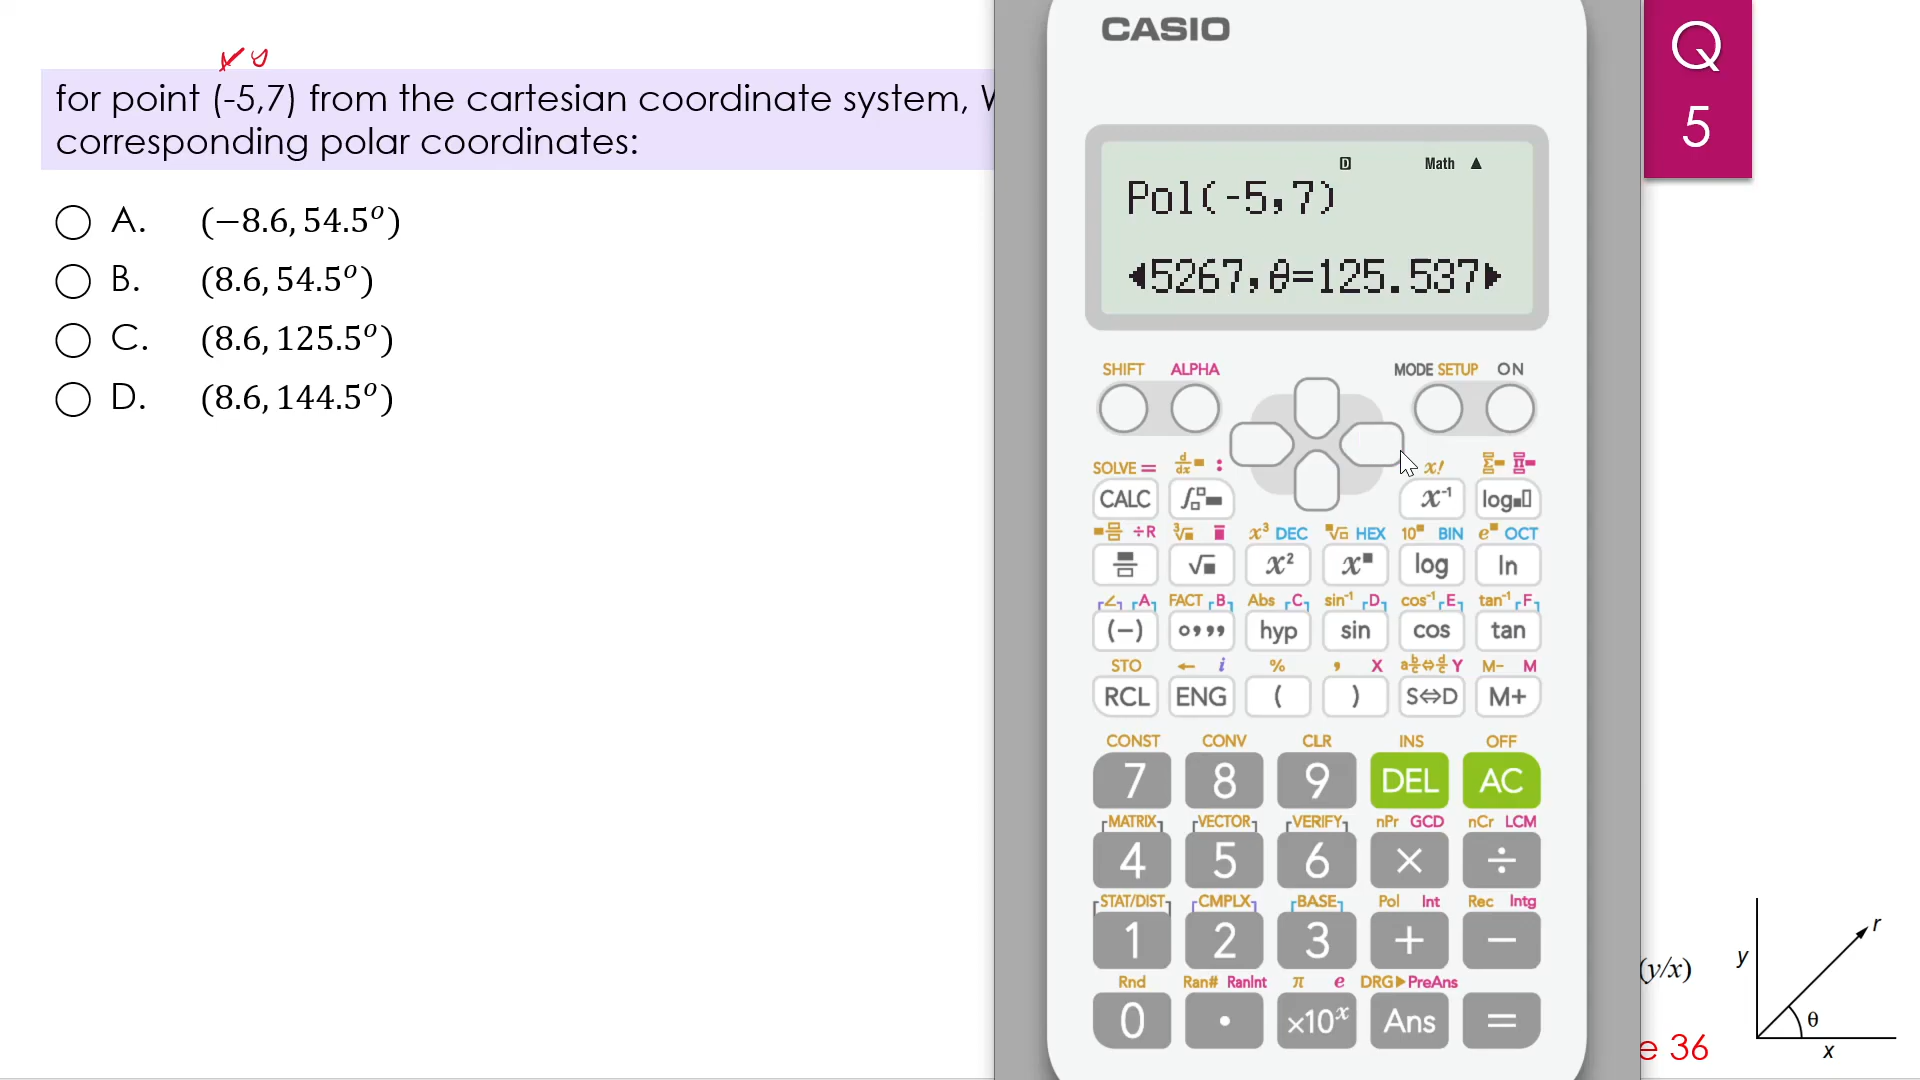 x y
for point (-5,7) from the cartesian coordinate system,
corresponding polar coordinates:
A. (−8.6, 54.5°)
B. (8.6, 54.5°)
C. (8.6, 125.5°)
D. (8.6, 144.5°)
CASIO
D Math ▲
Pol(-5,7)
◀5267,θ=125.537▶
SHIFT ALPHA MODE SETUP ON
SOLVE = d/dx :  x! Σ Π
CALC ∫ x⁻¹ log
÷R ³√ x³ DEC √ HEX 10 BIN e OCT
√ x² x log ln
∠ A FACT B Abs C sin⁻¹ D cos⁻¹ E tan⁻¹ F
(−) °,,, hyp sin cos tan
STO ← i % , X a b/c⇔d/c Y M− M
RCL ENG ( ) S⇔D M+
CONST CONV CLR INS OFF
7 8 9 DEL AC
MATRIX VECTOR VERIFY nPr GCD nCr LCM
4 5 6 × ÷
STAT/DIST CMPLX BASE Pol Int Rec Intg
1 2 3 + −
Rnd Ran# RanInt π e DRG▶ PreAns
0 • ×10ˣ Ans =
Q
5
(y/x)
y r
θ
x
e 36